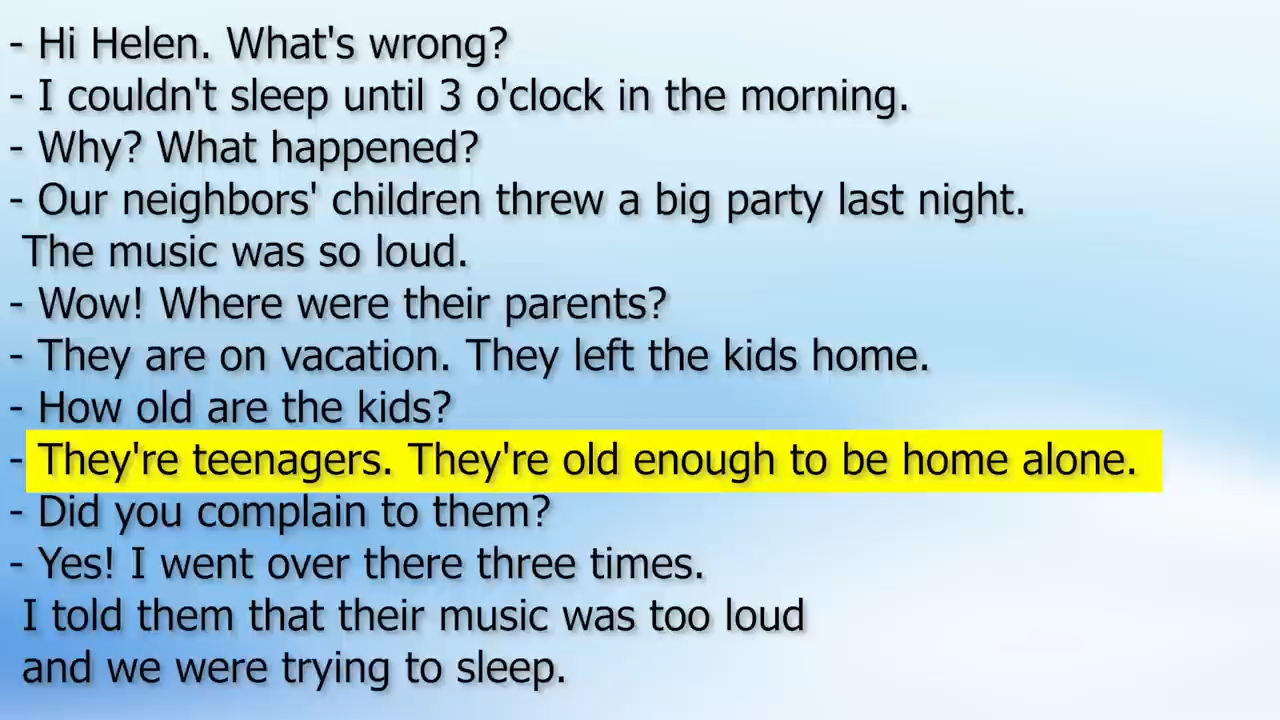 - Hi Helen. What's wrong?
- I couldn't sleep until 3 o'clock in the morning.
- Why? What happened?
- Our neighbors' children threw a big party last night.
The music was so loud.
- Wow! Where were their parents?
- They are on vacation. They left the kids home.
- How old are the kids?
- They're teenagers. They're old enough to be home alone.
- Did you complain to them?
- Yes! I went over there three times.
I told them that their music was too loud
and we were trying to sleep.